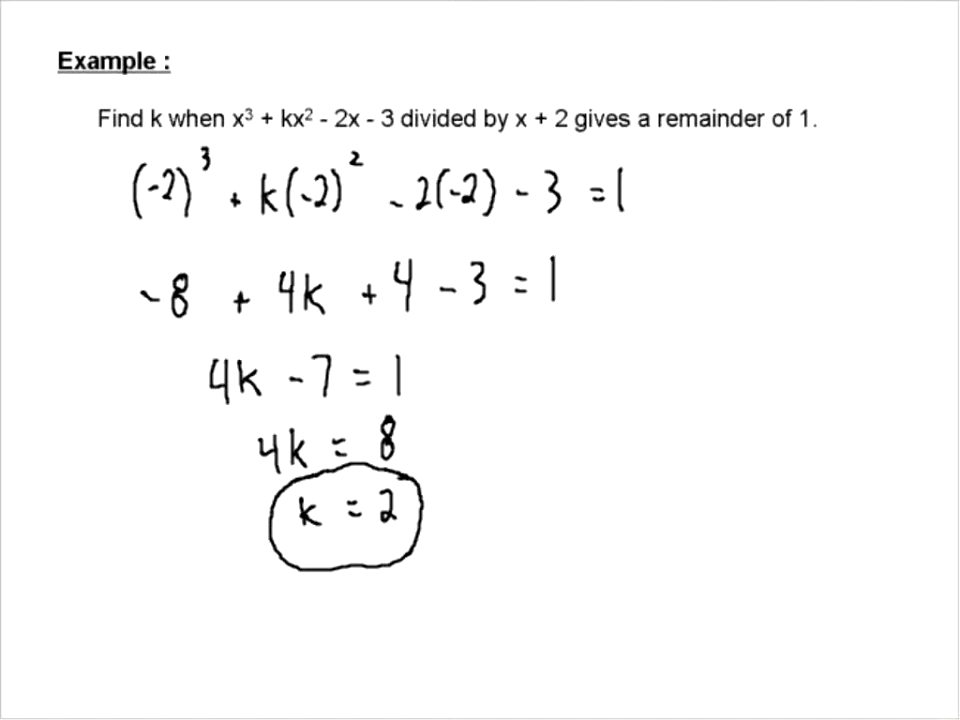 Example :
Find k when x³ + kx² - 2x - 3 divided by x + 2 gives a remainder of 1.
(-2)³ + k(-2)² - 2(-2) - 3 = 1
-8 + 4k + 4 - 3 = 1
4k - 7 = 1
4k = 8
k = 2